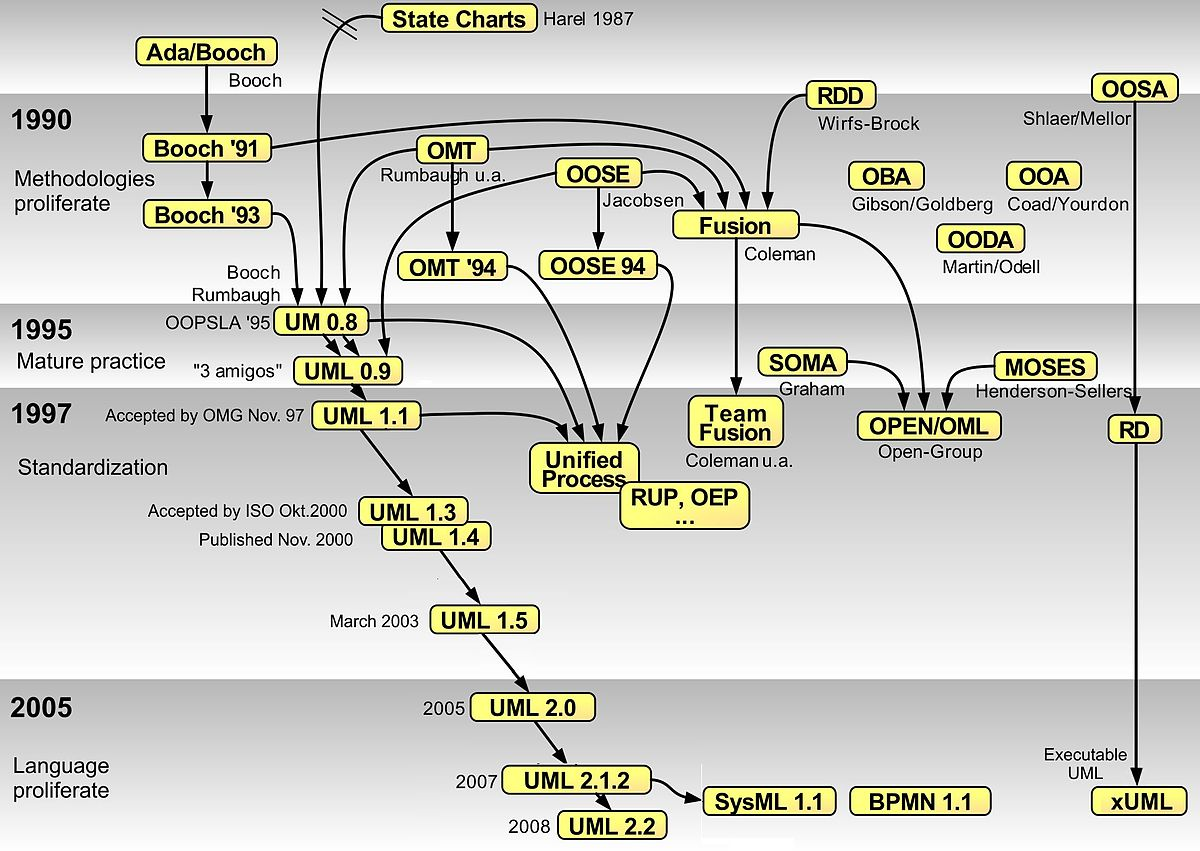 State Charts
Harel 1987
Ada/Booch
Booch
RDD
Wirfs-Brock
OOSA
Shlaer/Mellor
1990
Methodologies
proliferate
Booch '91
OMT
Rumbaugh u.a.
OOSE
Jacobsen
OBA
Gibson/Goldberg
OOA
Coad/Yourdon
Booch '93
Fusion
Coleman
OODA
Martin/Odell
OMT '94
OOSE 94
Booch
Rumbaugh
1995
Mature practice
OOPSLA '95
UM 0.8
"3 amigos"
UML 0.9
SOMA
Graham
MOSES
Henderson-Sellers
1997
Standardization
Accepted by OMG Nov. 97
UML 1.1
Team
Fusion
Coleman u.a.
OPEN/OML
Open-Group
RD
Unified
Process
RUP, OEP
...
Accepted by ISO Okt.2000
UML 1.3
Published Nov. 2000
UML 1.4
March 2003
UML 1.5
2005
Language
proliferate
2005
UML 2.0
2007
UML 2.1.2
2008
UML 2.2
SysML 1.1
BPMN 1.1
Executable
UML
xUML